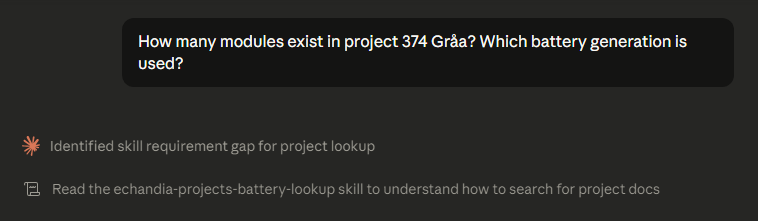 How many modules exist in project 374 Gråa? Which battery generation is
used?
Identified skill requirement gap for project lookup
Read the echandia-projects-battery-lookup skill to understand how to search for project docs